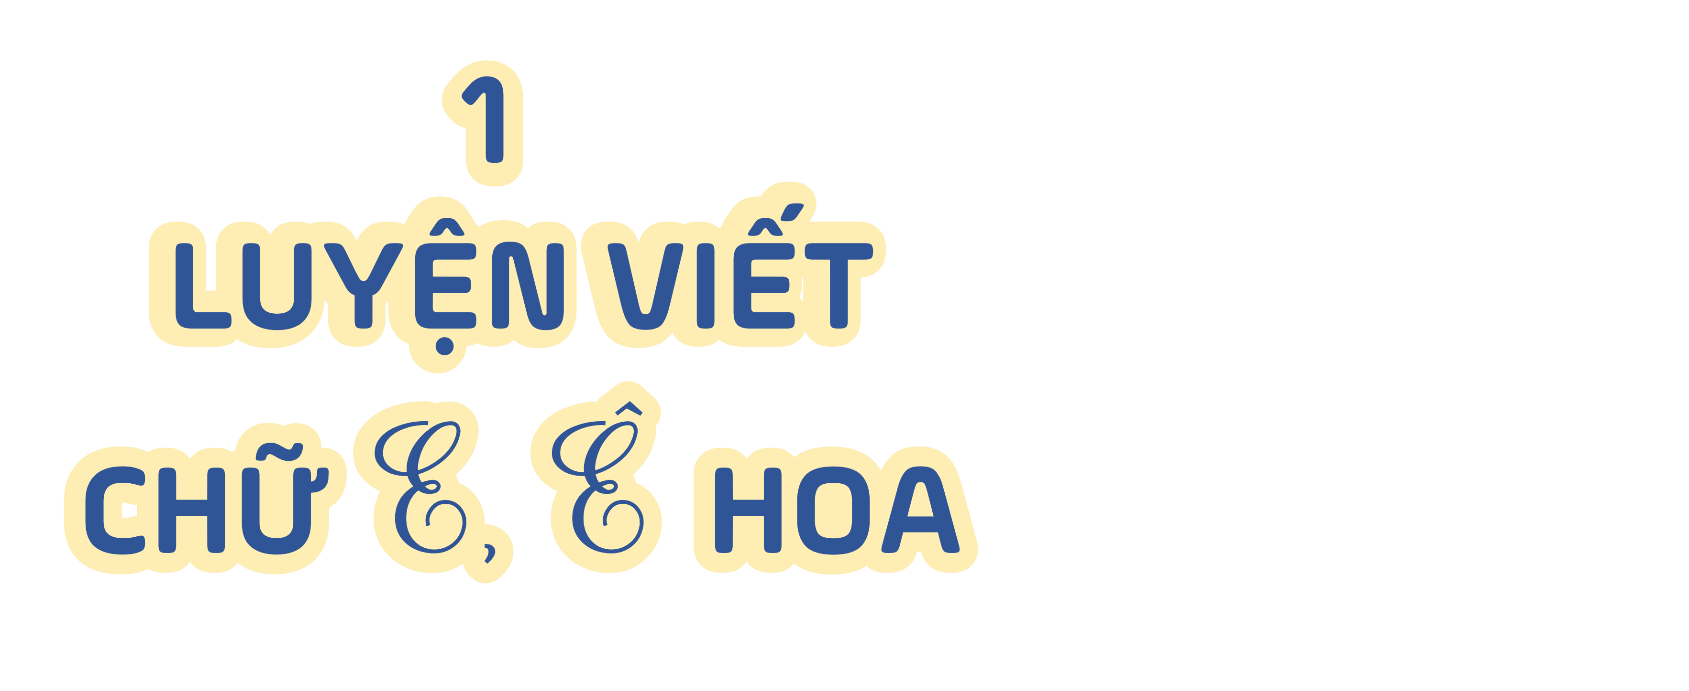 1
LUYỆN VIẾT
CHỮ E, Ê HOA